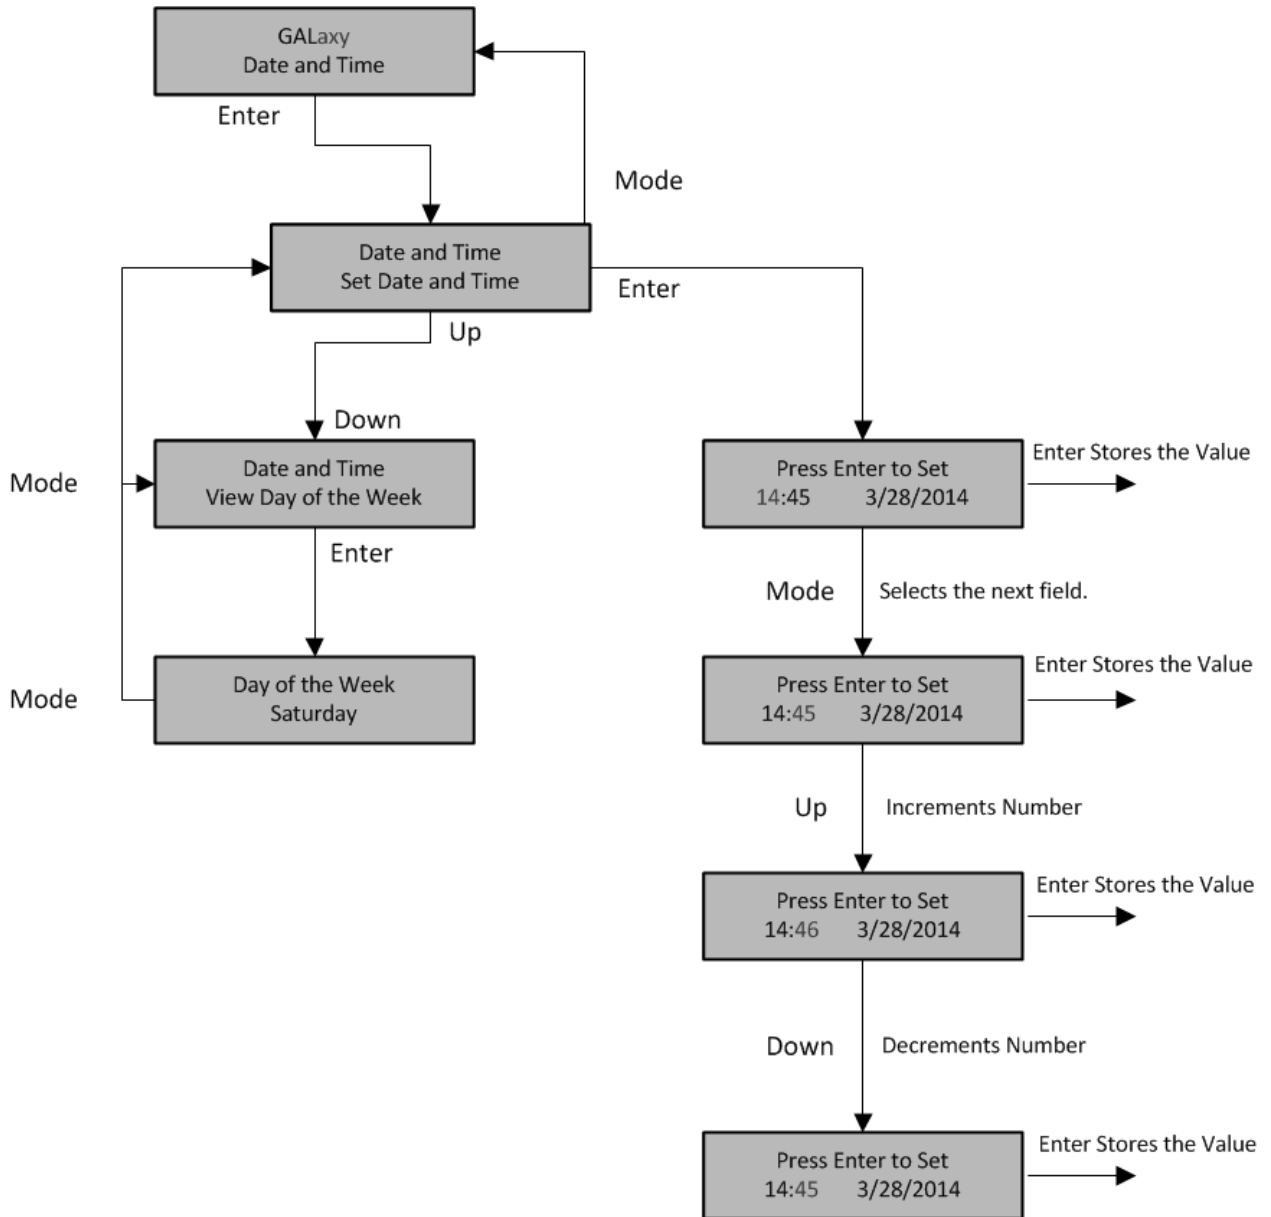 GALaxy
Date and Time
Enter
Mode
Date and Time
Set Date and Time
Enter
Up
Down
Date and Time
View Day of the Week
Mode
Enter
Day of the Week
Saturday
Mode
Press Enter to Set
14:45 3/28/2014
Enter Stores the Value
Mode Selects the next field.
Press Enter to Set
14:45 3/28/2014
Enter Stores the Value
Up Increments Number
Press Enter to Set
14:46 3/28/2014
Enter Stores the Value
Down Decrements Number
Press Enter to Set
14:45 3/28/2014
Enter Stores the Value